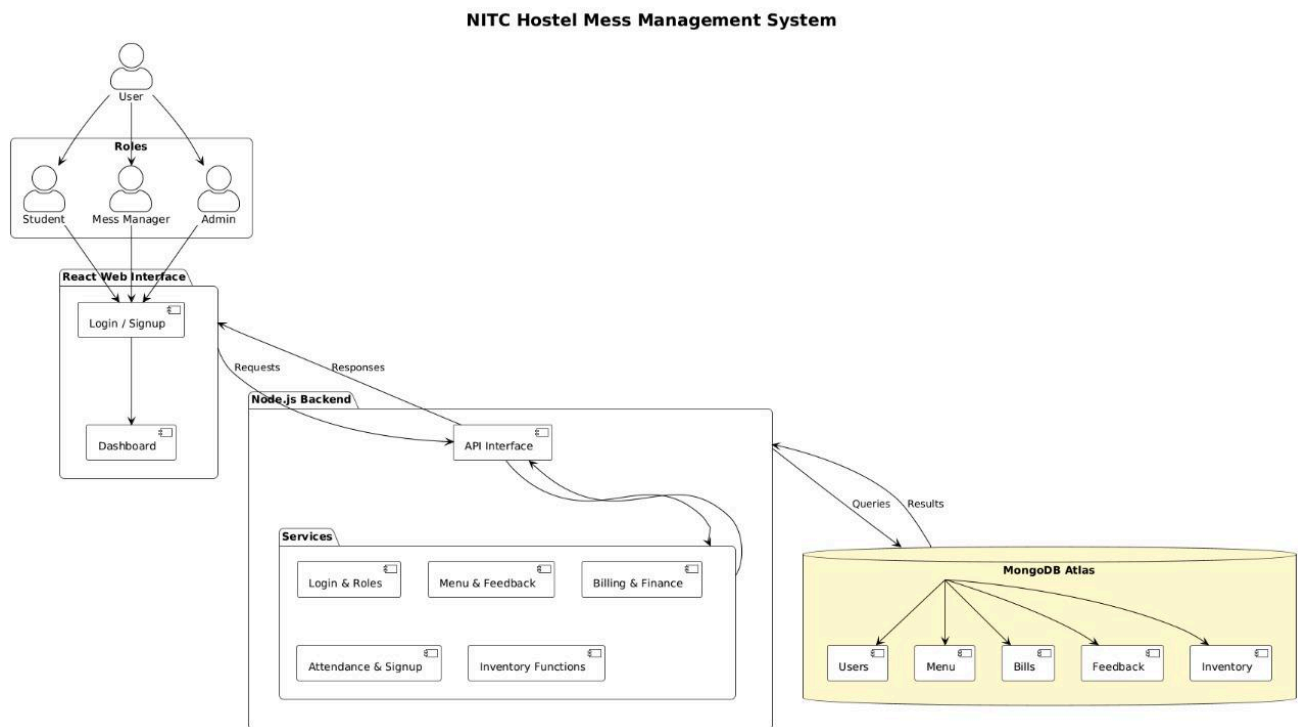 NITC Hostel Mess Management System
User
Roles
Student
Mess Manager
Admin
React Web Interface
Login / Signup
Requests
Responses
Node.js Backend
Dashboard
API Interface
Queries
Results
Services
Login & Roles
Menu & Feedback
Billing & Finance
MongoDB Atlas
Attendance & Signup
Inventory Functions
Users
Menu
Bills
Feedback
Inventory